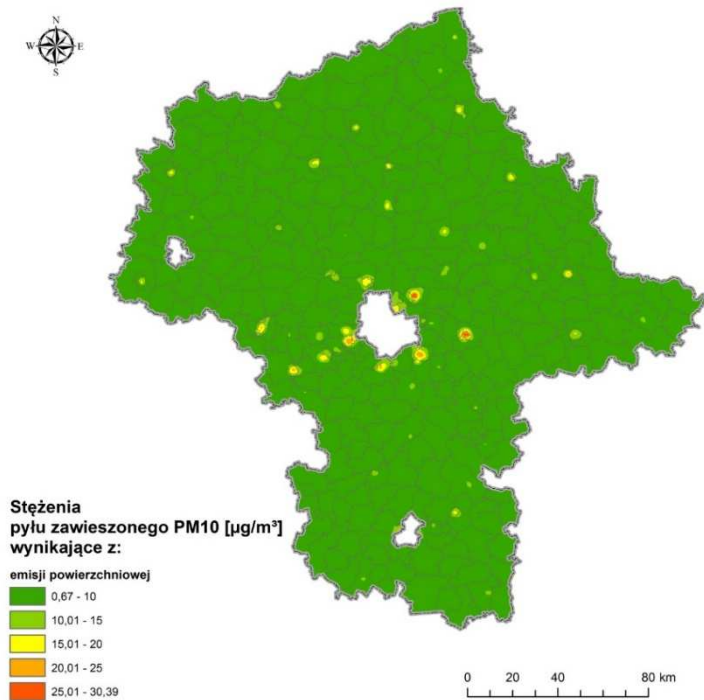 N
W E
S
Stężenia
pyłu zawieszonego PM10 [µg/m³]
wynikające z:
emisji powierzchniowej
0,67 - 10
10,01 - 15
15,01 - 20
20,01 - 25
25,01 - 30,39
0 20 40 80 km